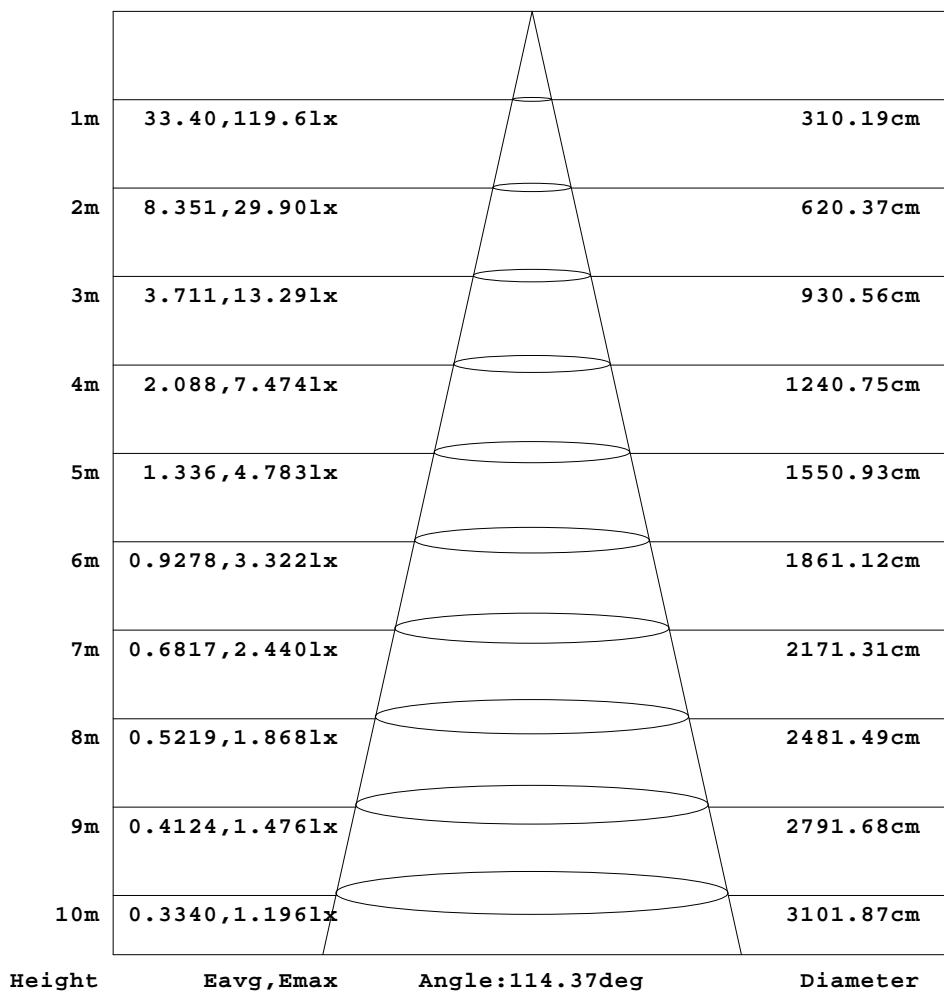 1m 33.40,119.6lx 310.19cm
2m 8.351,29.90lx 620.37cm
3m 3.711,13.29lx 930.56cm
4m 2.088,7.474lx 1240.75cm
5m 1.336,4.783lx 1550.93cm
6m 0.9278,3.322lx 1861.12cm
7m 0.6817,2.440lx 2171.31cm
8m 0.5219,1.868lx 2481.49cm
9m 0.4124,1.476lx 2791.68cm
10m 0.3340,1.196lx 3101.87cm
Height Eavg,Emax Angle:114.37deg Diameter